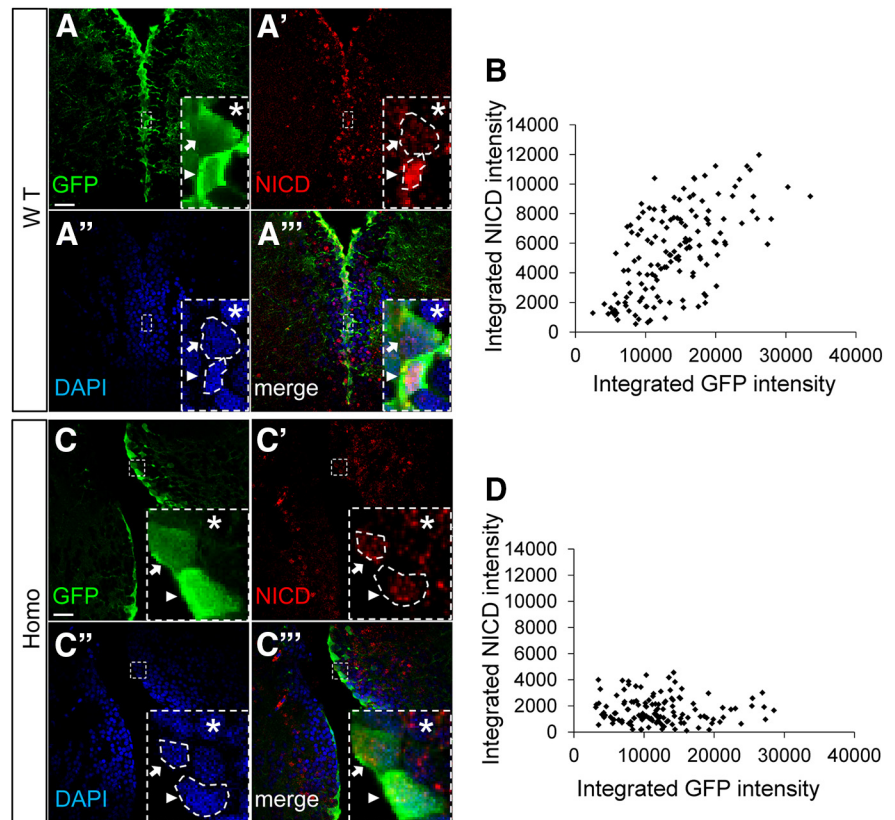 WT
A
GFP
A'
*
NICD
*
A''
DAPI
*
A'''
merge
*
B
Integrated NICD intensity
14000
12000
10000
8000
6000
4000
2000
0
0 10000 20000 30000 40000
Integrated GFP intensity
Homo
C
GFP
*
C'
NICD
*
C''
DAPI
*
C'''
merge
*
D
Integrated NICD intensity
14000
12000
10000
8000
6000
4000
2000
0
0 10000 20000 30000 40000
Integrated GFP intensity